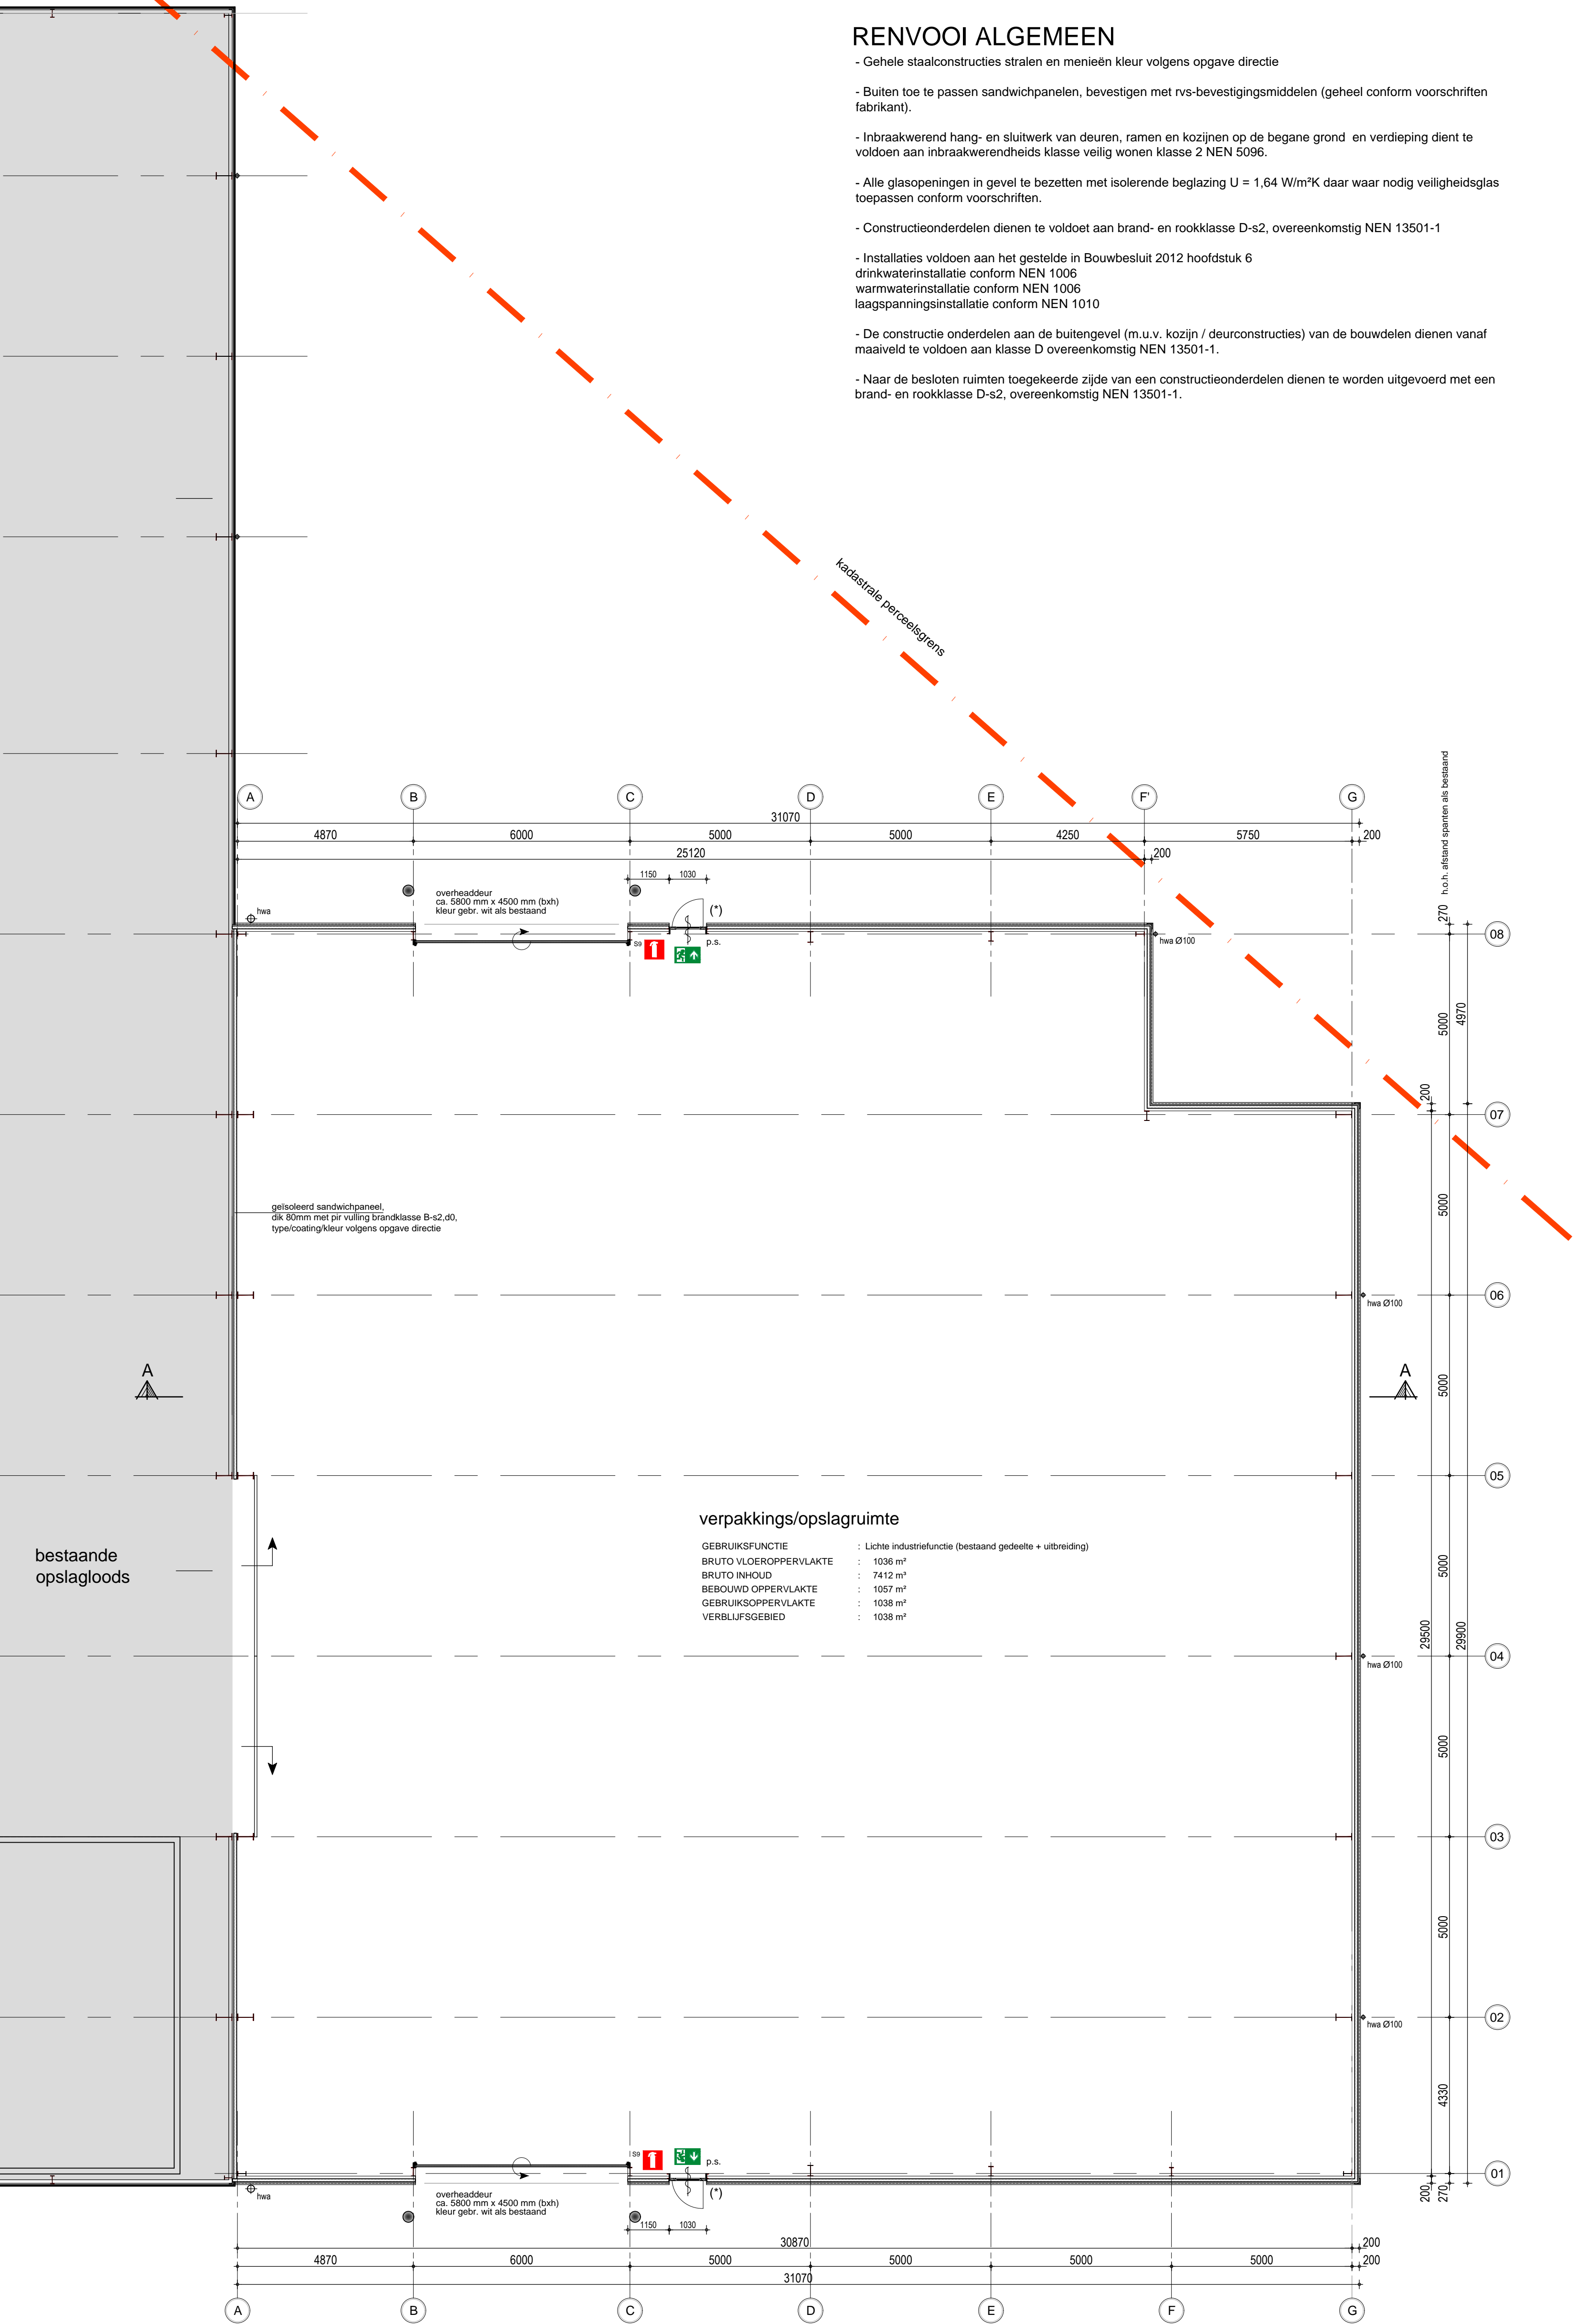 RENVOOI ALGEMEEN
- Gehele staalconstructies stralen en menieën kleur volgens opgave directie
- Buiten toe te passen sandwichpanelen, bevestigen met rvs-bevestigingsmiddelen (geheel conform voorschriften
fabrikant).
- Inbraakwerend hang- en sluitwerk van deuren, ramen en kozijnen op de begane grond en verdieping dient te
voldoen aan inbraakwerendheids klasse veilig wonen klasse 2 NEN 5096.
- Alle glasopeningen in gevel te bezetten met isolerende beglazing U = 1,64 W/m²K daar waar nodig veiligheidsglas
toepassen conform voorschriften.
- Constructieonderdelen dienen te voldoet aan brand- en rookklasse D-s2, overeenkomstig NEN 13501-1
- Installaties voldoen aan het gestelde in Bouwbesluit 2012 hoofdstuk 6
drinkwaterinstallatie conform NEN 1006
warmwaterinstallatie conform NEN 1006
laagspanningsinstallatie conform NEN 1010
- De constructie onderdelen aan de buitengevel (m.u.v. kozijn / deurconstructies) van de bouwdelen dienen vanaf
maaiveld te voldoen aan klasse D overeenkomstig NEN 13501-1.
- Naar de besloten ruimten toegekeerde zijde van een constructieonderdelen dienen te worden uitgevoerd met een
brand- en rookklasse D-s2, overeenkomstig NEN 13501-1.
kadastrale perceelsgrens
A B C D E F' G
31070
4870 6000 5000 5000 4250 5750 200
25120 200
1150 1030
h.o.h. afstand spanten als bestaand
overheaddeur
ca. 5800 mm x 4500 mm (bxh)
kleur gebr. wit als bestaand
hwa
(*)
S9
p.s.
hwa Ø100
270
08
5000
4970
200
07
geïsoleerd sandwichpaneel,
dik 80mm met pir vulling brandklasse B-s2,d0,
type/coating/kleur volgens opgave directie
5000
06
hwa Ø100
A
A
5000
05
verpakkings/opslagruimte
GEBRUIKSFUNCTIE : Lichte industriefunctie (bestaand gedeelte + uitbreiding)
BRUTO VLOEROPPERVLAKTE : 1036 m²
BRUTO INHOUD : 7412 m³
BEBOUWD OPPERVLAKTE : 1057 m²
GEBRUIKSOPPERVLAKTE : 1038 m²
VERBLIJFSGEBIED : 1038 m²
bestaande
opslagloods
5000
29500
29900
04
hwa Ø100
5000
03
5000
02
hwa Ø100
4330
S9
p.s.
01
hwa
(*)
200
270
overheaddeur
ca. 5800 mm x 4500 mm (bxh)
kleur gebr. wit als bestaand
1150 1030
30870 200
4870 6000 5000 5000 5000 5000 200
31070
A B C D E F G